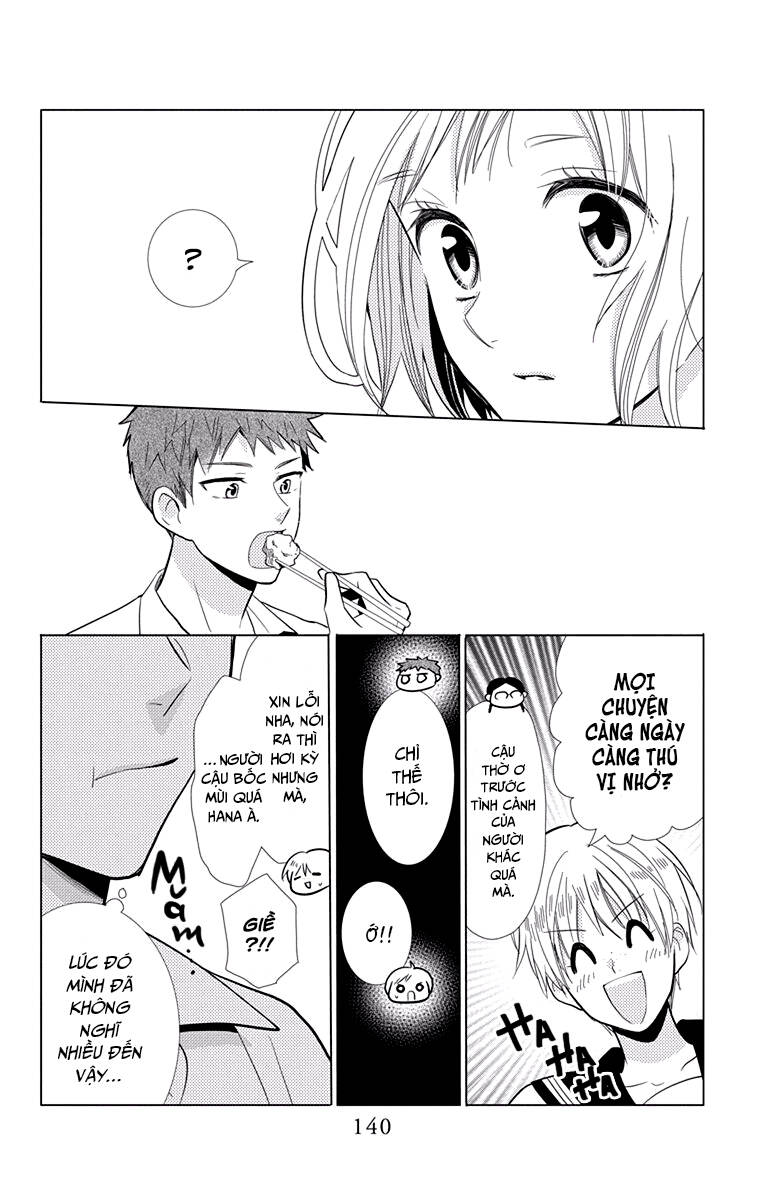 ?
MỌI
CHUYỆN
CÀNG NGÀY
CÀNG THÚ
VỊ NHỞ?
CẬU
THỜ Ơ
TRƯỚC
TÌNH CẢNH
CỦA
NGƯỜI
KHÁC
QUÁ
MÀ.
HA
HA
HA
CHỈ
THẾ
THÔI.
Ớ!!
XIN LỖI
NHA, NÓI
RA THÌ
HƠI KỲ
NHƯNG
MÀ,
...NGƯỜI
CẬU BỐC
MÙI QUÁ
HANA À.
GIỀ
?!!
MĂM
LÚC ĐÓ
MÌNH ĐÃ
KHÔNG
NGHĨ
NHIỀU ĐẾN
VẬY...
140